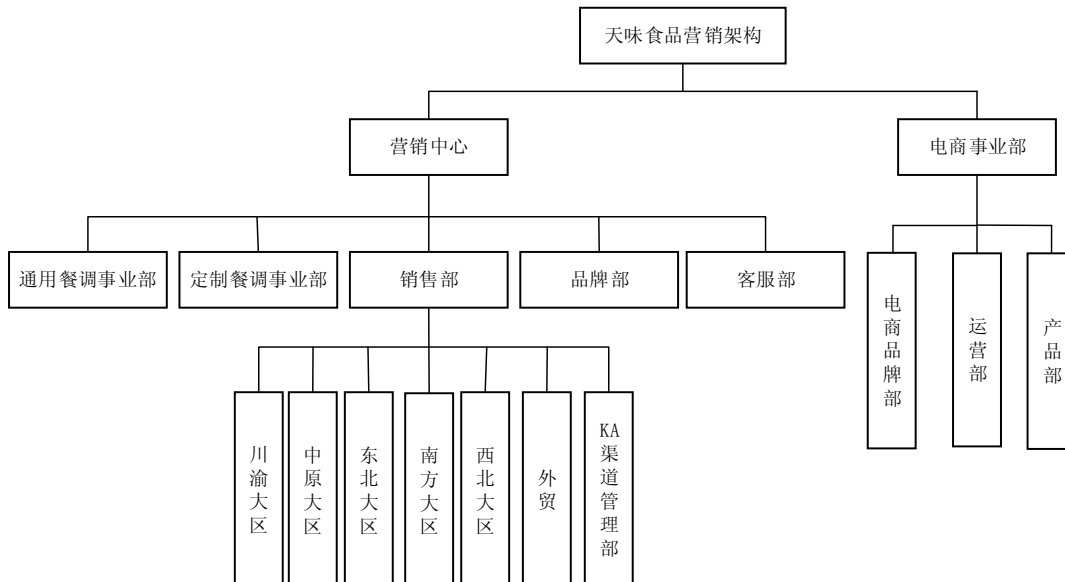 天味食品营销架构
营销中心
电商事业部
通用餐调事业部
定制餐调事业部
销售部
品牌部
客服部
电商品牌部
运营部
产品部
川渝大区
中原大区
东北大区
南方大区
西北大区
外贸
KA渠道管理部